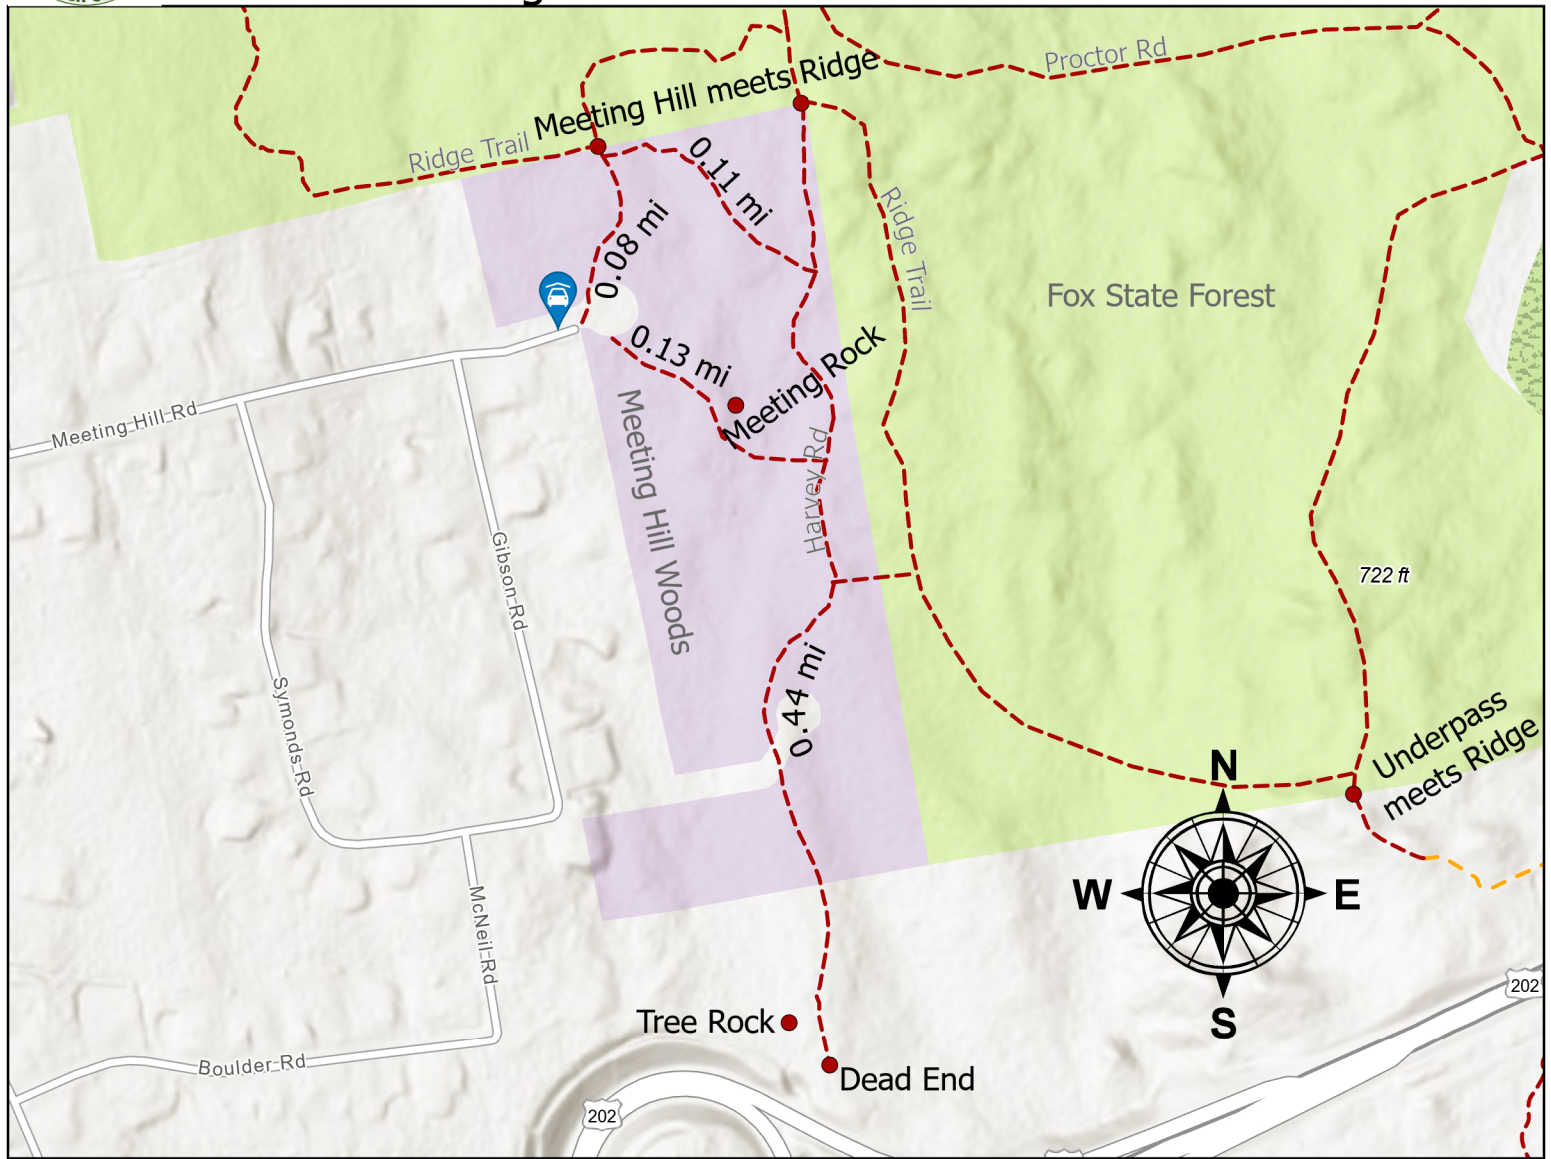 Proctor Rd
Meeting Hill meets Ridge
Ridge Trail
0.11 mi
0.08 mi
Ridge Trail
Fox State Forest
0.13 mi
Meeting Rock
Meeting Hill Rd
Meeting Hill Woods
Harvey Rd
Gibson Rd
722 ft
Symonds Rd
0.44 mi
Underpass
meets Ridge
N
W
E
S
McNeil Rd
202
Tree Rock
Boulder Rd
Dead End
202